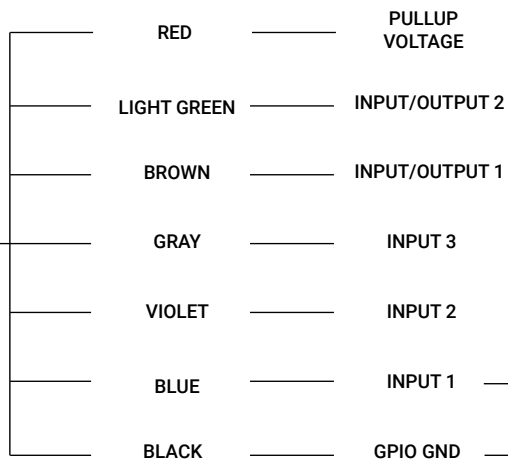 RED
PULLUP
VOLTAGE
LIGHT GREEN
INPUT/OUTPUT 2
BROWN
INPUT/OUTPUT 1
GRAY
INPUT 3
VIOLET
INPUT 2
BLUE
INPUT 1
BLACK
GPIO GND